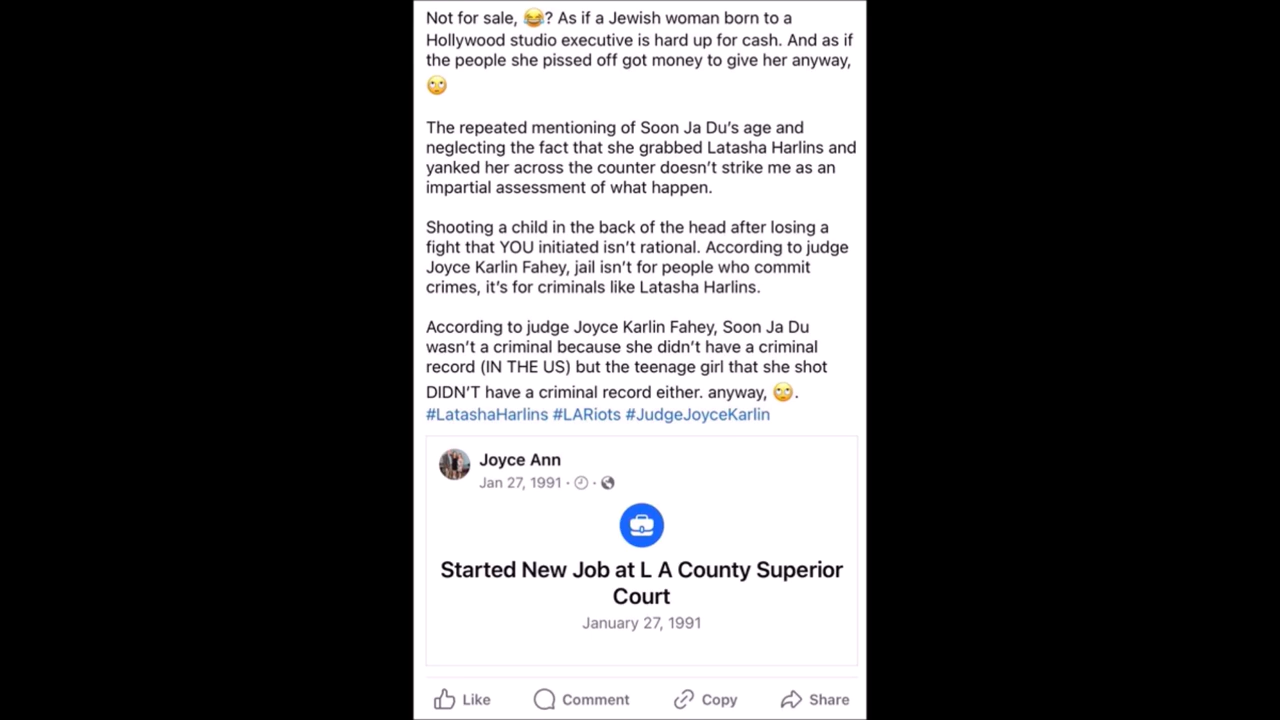 Not for sale, 😂? As if a Jewish woman born to a
Hollywood studio executive is hard up for cash. And as if
the people she pissed off got money to give her anyway,
🙄
The repeated mentioning of Soon Ja Du's age and
neglecting the fact that she grabbed Latasha Harlins and
yanked her across the counter doesn't strike me as an
impartial assessment of what happen.
Shooting a child in the back of the head after losing a
fight that YOU initiated isn't rational. According to judge
Joyce Karlin Fahey, jail isn't for people who commit
crimes, it's for criminals like Latasha Harlins.
According to judge Joyce Karlin Fahey, Soon Ja Du
wasn't a criminal because she didn't have a criminal
record (IN THE US) but the teenage girl that she shot
DIDN'T have a criminal record either. anyway, 🙄.
#LatashaHarlins #LARiots #JudgeJoyceKarlin
Joyce Ann
Jan 27, 1991 · ·
Started New Job at L A County Superior
Court
January 27, 1991
Like Comment Copy Share